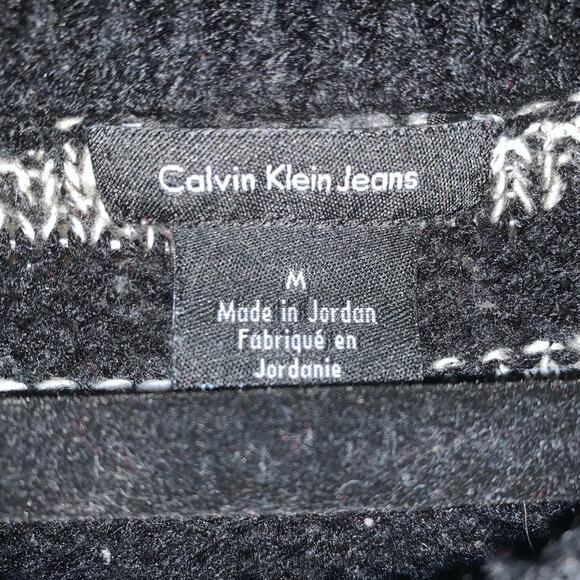 Calvin Klein Jeans
M
Made in Jordan
Fabriqué en
Jordanie